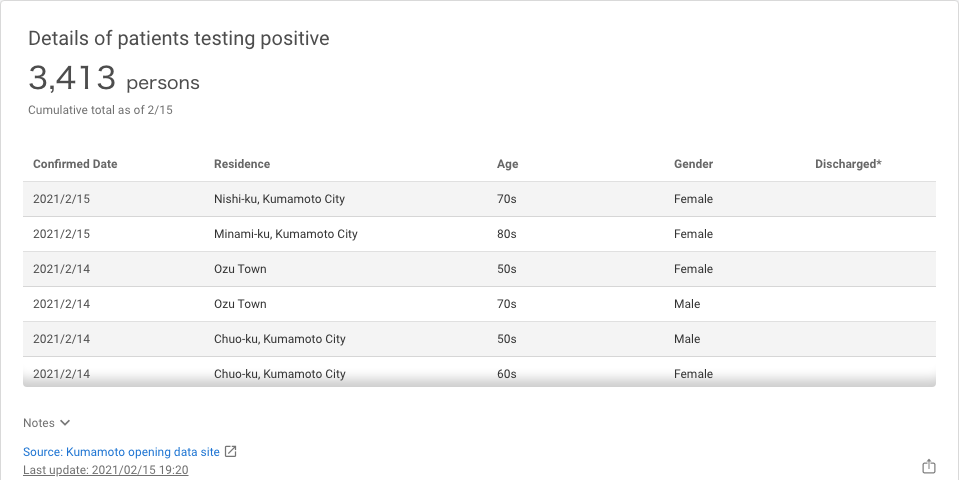 Details of patients testing positive
3,413 persons
Cumulative total as of 2/15
Confirmed Date Residence Age Gender Discharged*
2021/2/15 Nishi-ku, Kumamoto City 70s Female
2021/2/15 Minami-ku, Kumamoto City 80s Female
2021/2/14 Ozu Town 50s Female
2021/2/14 Ozu Town 70s Male
2021/2/14 Chuo-ku, Kumamoto City 50s Male
2021/2/14 Chuo-ku, Kumamoto City 60s Female
Notes
Source: Kumamoto opening data site
Last update: 2021/02/15 19:20